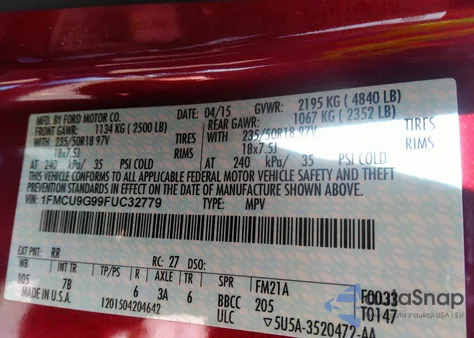 MFD. BY FORD MOTOR CO.
DATE: 04/15 GVWR: 2195 KG ( 4840 LB)
FRONT GAWR: 1134 KG ( 2500 LB) REAR GAWR: 1067 KG ( 2352 LB)
WITH 235/50R18 97V TIRES WITH 235/50R18 97V TIRES
18x7.5J RIMS 18x7.5J RIMS
AT 240 kPa/ 35 PSI COLD AT 240 kPa/ 35 PSI COLD
THIS VEHICLE CONFORMS TO ALL APPLICABLE FEDERAL MOTOR VEHICLE SAFETY AND THEFT
PREVENTION STANDARDS IN EFFECT ON THE DATE OF MANUFACTURE SHOWN ABOVE.
VIN: 1FMCU9G99FUC32779 TYPE: MPV
EXT PNT: RR RC: 27 DSO:
WB INT TR TP/PS R AXLE TR SPR FM21A F0033
105 7B 6 3A 6 BBCC 205 T0147
MADE IN U.S.A. 1201504204642 ULC 5U5A-3520472-AA
DataSnap